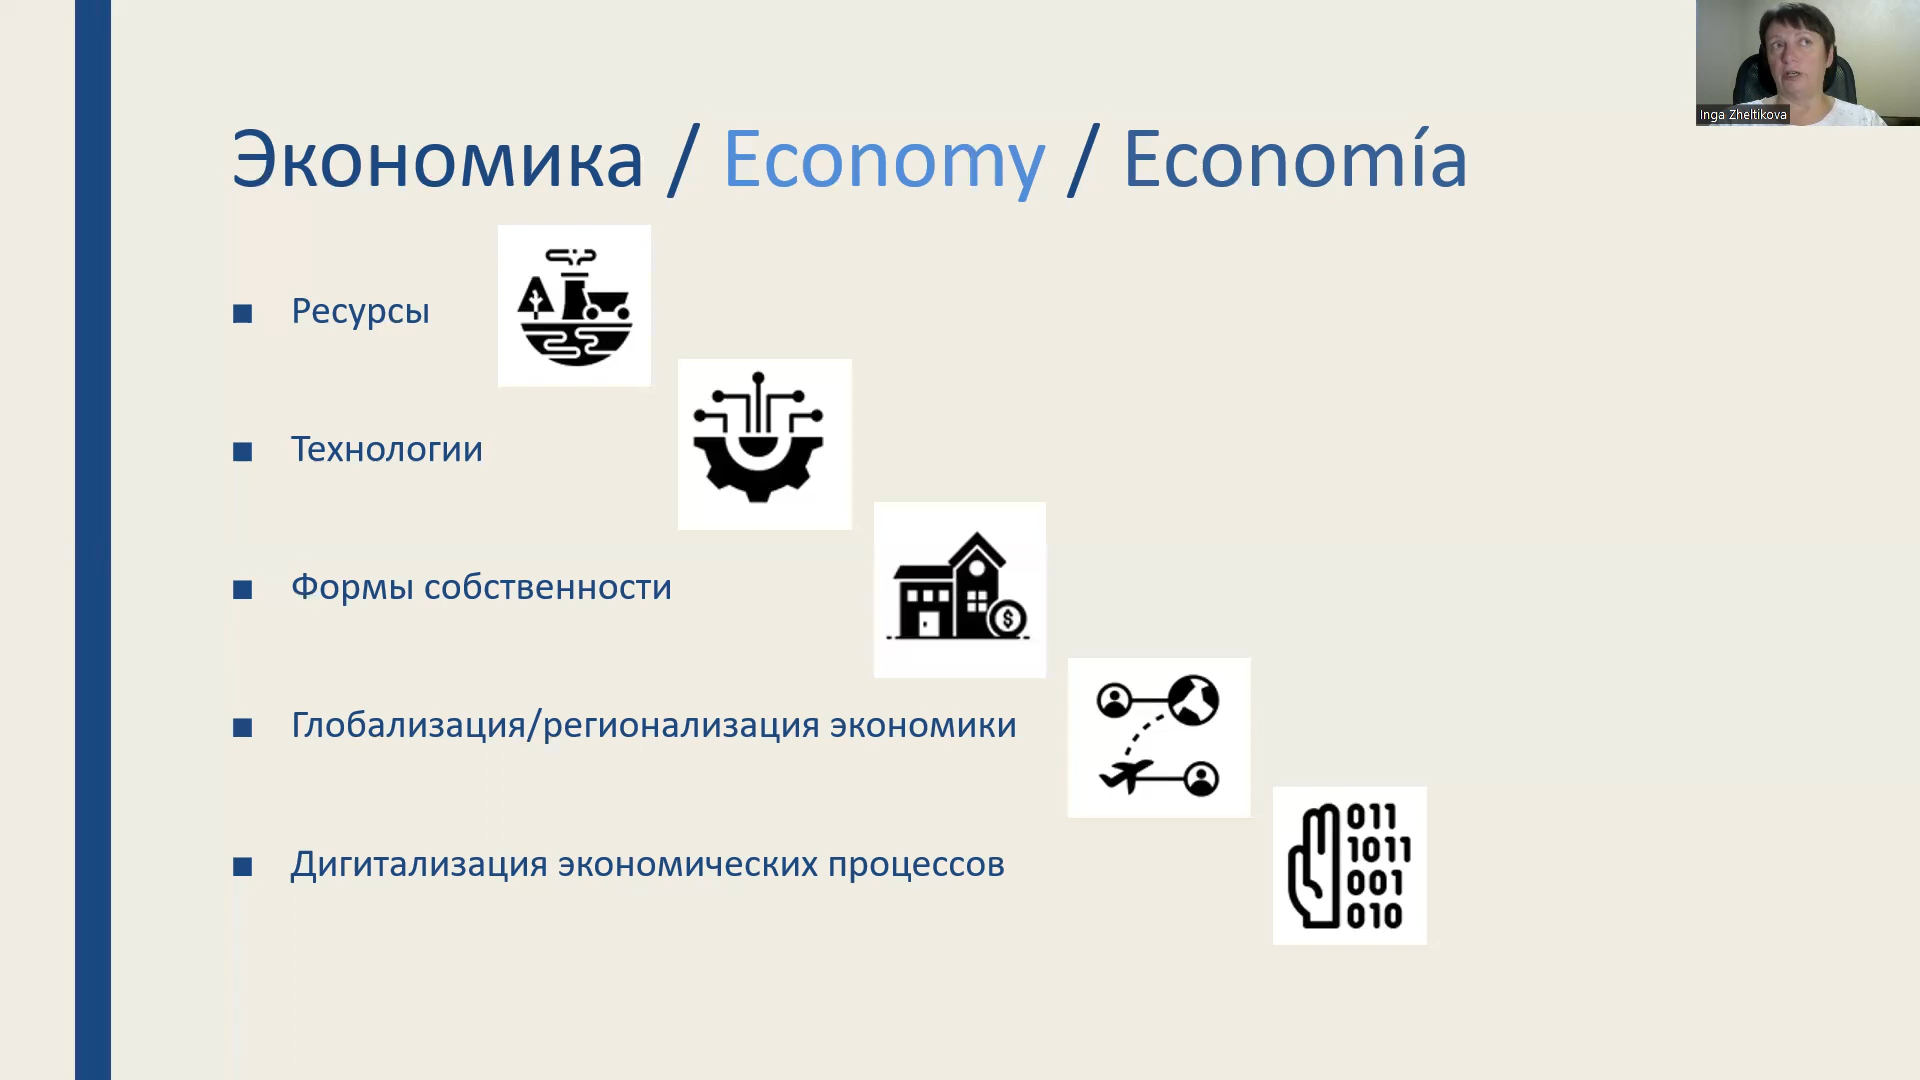 Inga Zheltikova
Экономика / Economy / Economía
■ Ресурсы
■ Технологии
■ Формы собственности
$
■ Глобализация/регионализация экономики
■ Дигитализация экономических процессов
011
1011
001
010